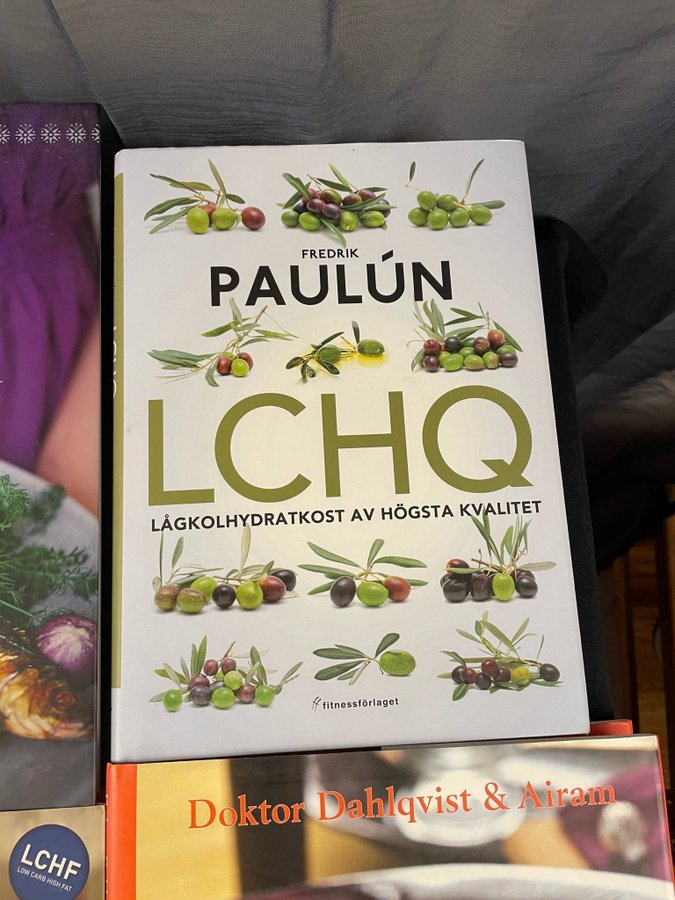 FREDRIK
PAULÚN
LCHQ
LÅGKOLHYDRATKOST AV HÖGSTA KVALITET
fitnessförlaget
Doktor Dahlqvist & Airam
LCHF
LOW CARB HIGH FAT